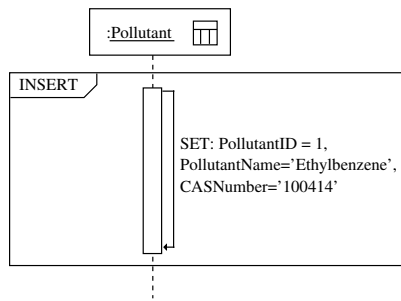 :Pollutant
INSERT
SET: PollutantID = 1,
PollutantName='Ethylbenzene',
CASNumber='100414'